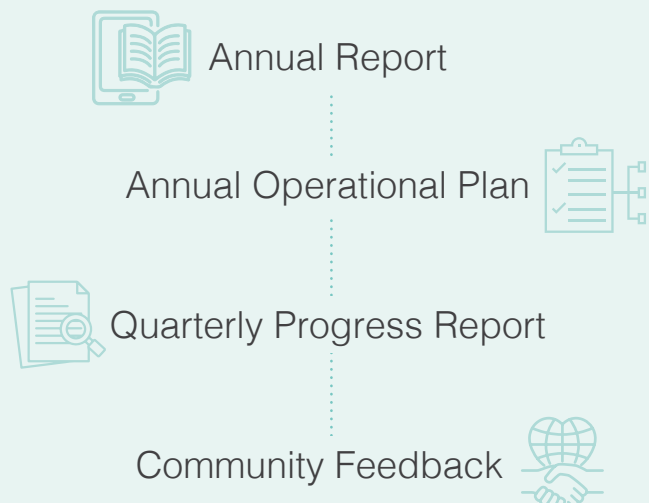 Annual Report
Annual Operational Plan
Quarterly Progress Report
Community Feedback